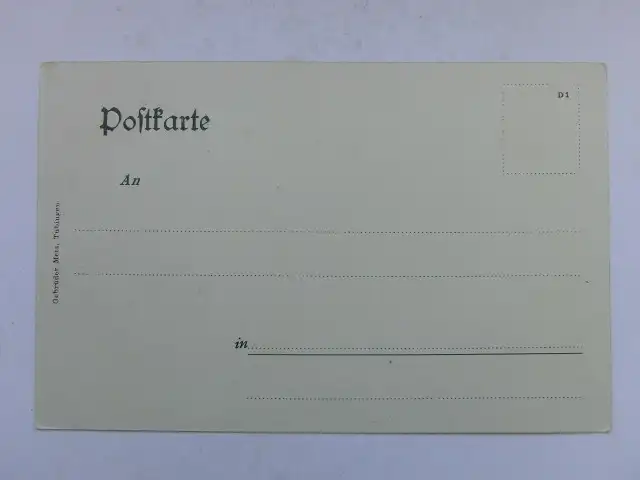 Poſtkarte
D1
An
in
Gebrüder Metz, Tübingen